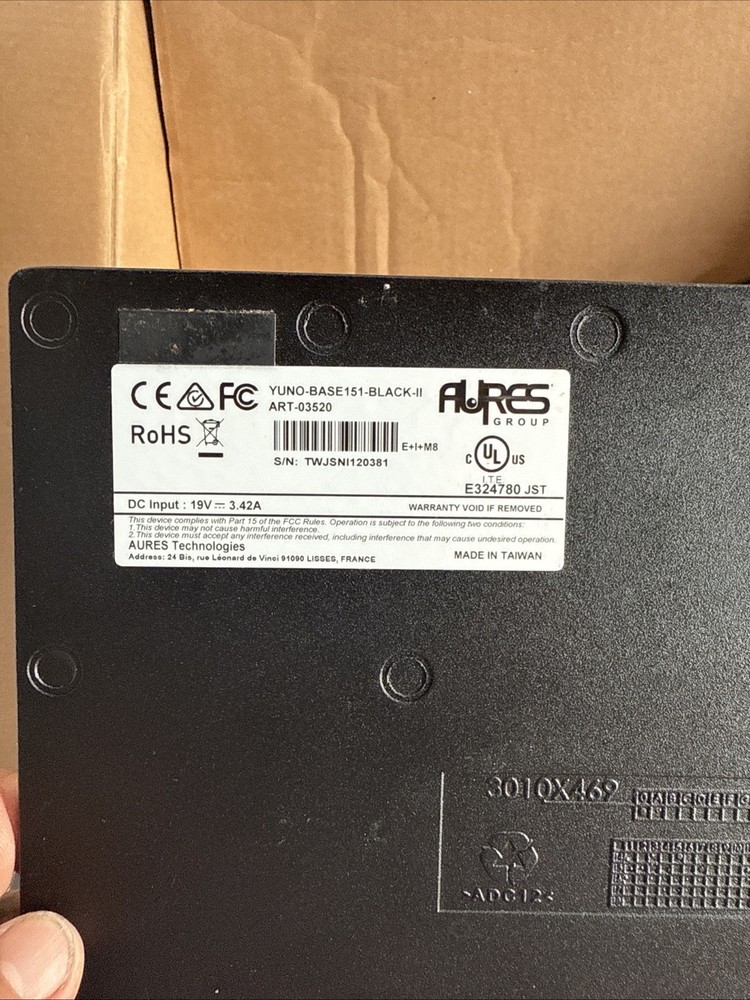 CE FC YUNO-BASE151-BLACK-II AURES
ART-03520 GROUP
RoHS
E+I+M8
S/N: TWJSNI120381
c UL US
ITE
E324780 JST
DC Input : 19V⎓ 3.42A WARRANTY VOID IF REMOVED
This device complies with Part 15 of the FCC Rules. Operation is subject to the following two conditions:
1.This device may not cause harmful interference.
2.This device must accept any interference received, including interference that may cause undesired operation.
AURES Technologies
Address: 24 Bis, rue Léonard de Vinci 91090 LISSES, FRANCE MADE IN TAIWAN
3010X469
>ADC12<